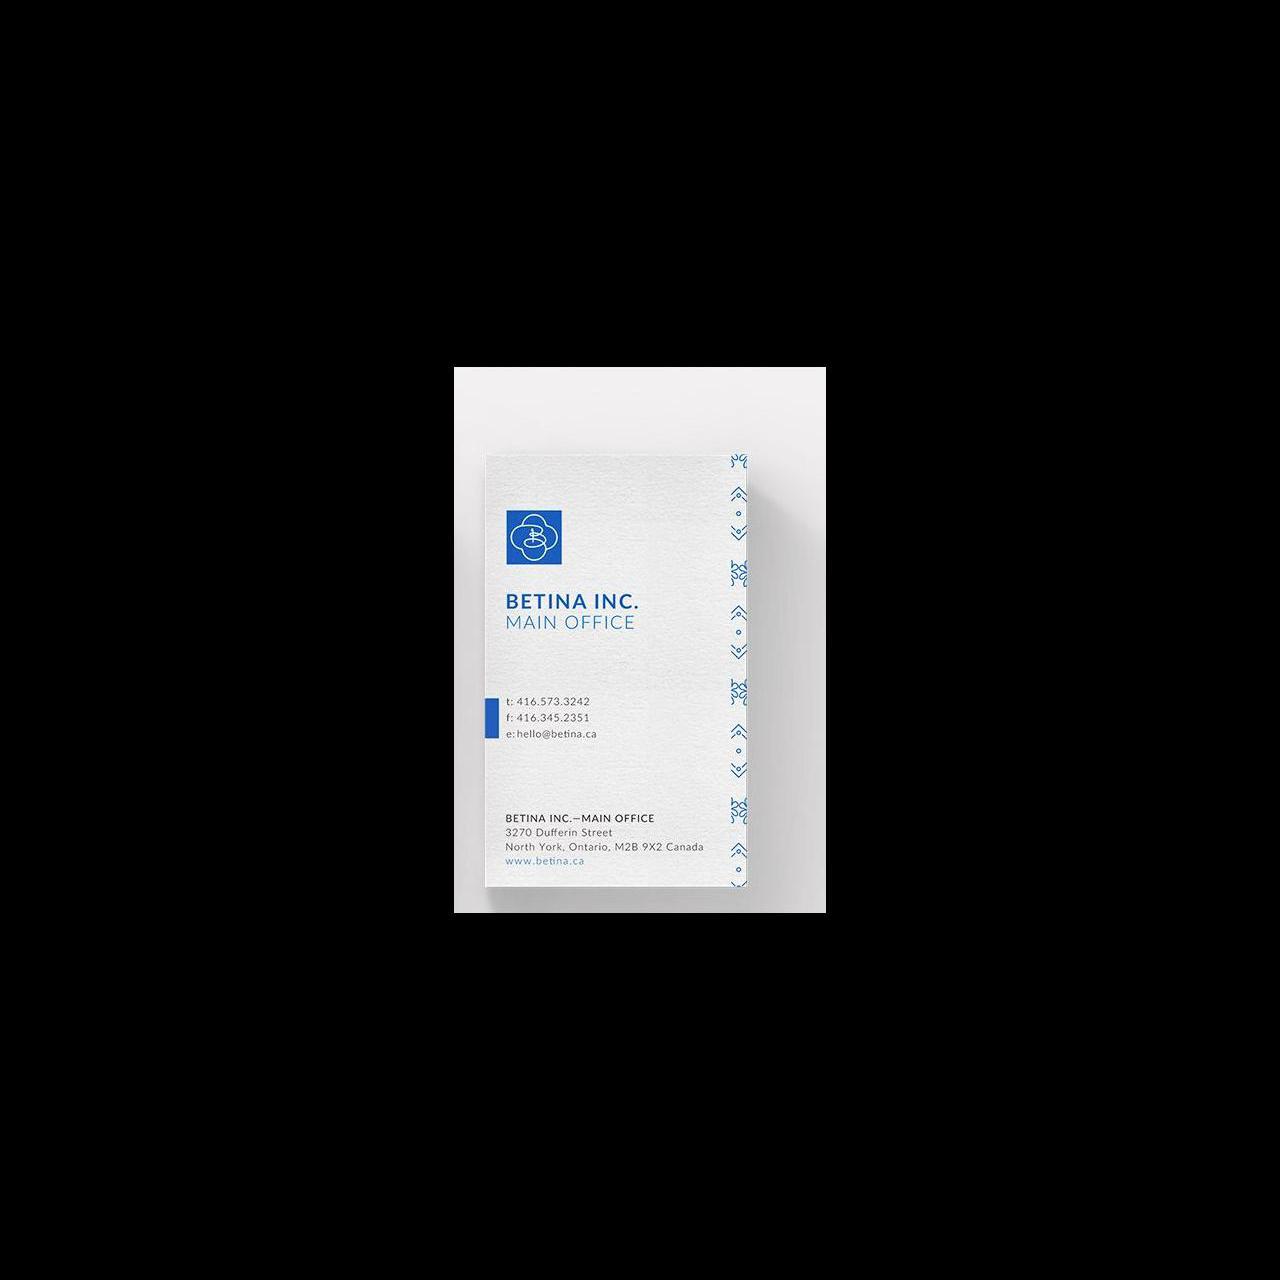 BETINA INC.
MAIN OFFICE
t: 416.573.3242
f: 416.345.2351
e: hello@betina.ca
BETINA INC.—MAIN OFFICE
3270 Dufferin Street
North York, Ontario, M2B 9X2 Canada
www.betina.ca